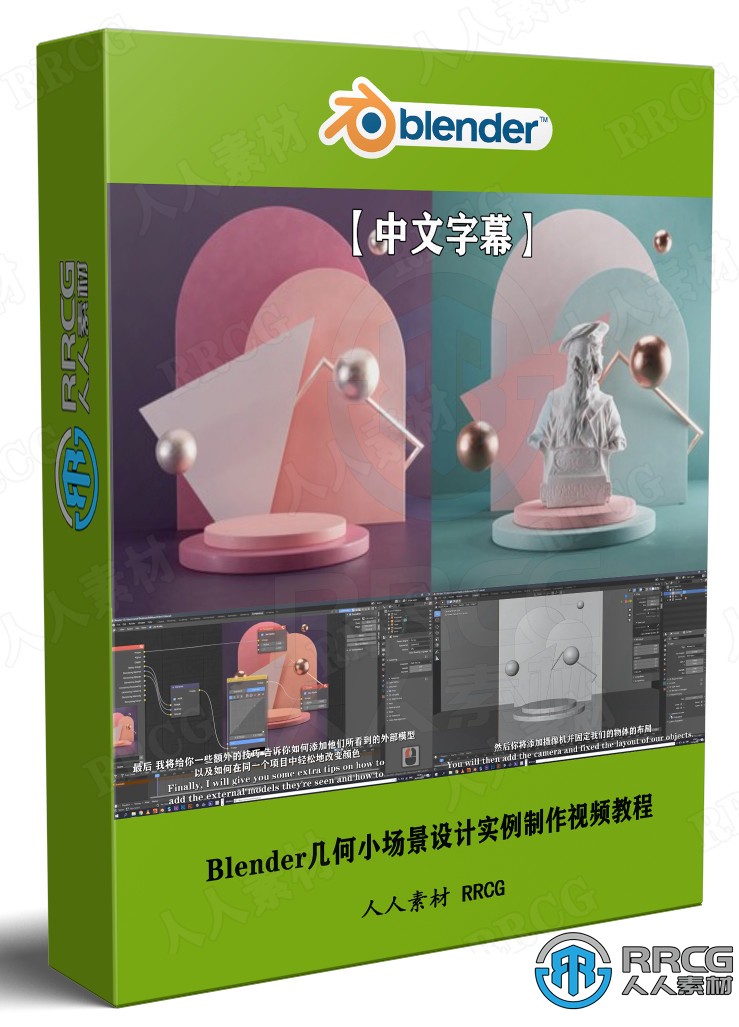 blender™
【中文字幕】
RRCG
人人素材
最后 我将给你一些额外的技巧 告诉你如何添加他们所看到的外部模型
以及如何在同一个项目中轻松地改变颜色
Finally, I will give you some extra tips on how to
add the external models they're seen and how to
然后你将添加摄像机并固定我们的物体的布局
You will then add the camera and fixed the layout of our objects.
Blender几何小场景设计实例制作视频教程
人人素材 RRCG
RRCG
人人素材